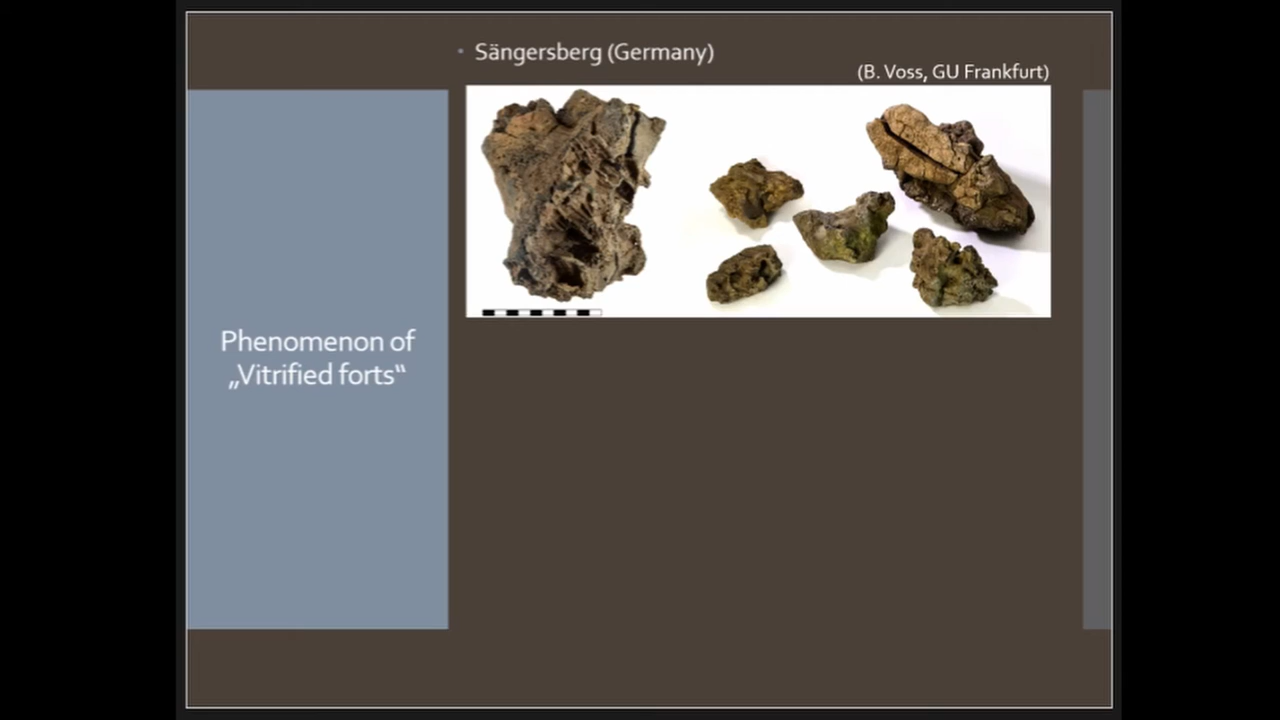 • Sängersberg (Germany)
(B. Voss, GU Frankfurt)
Phenomenon of
„Vitrified forts“